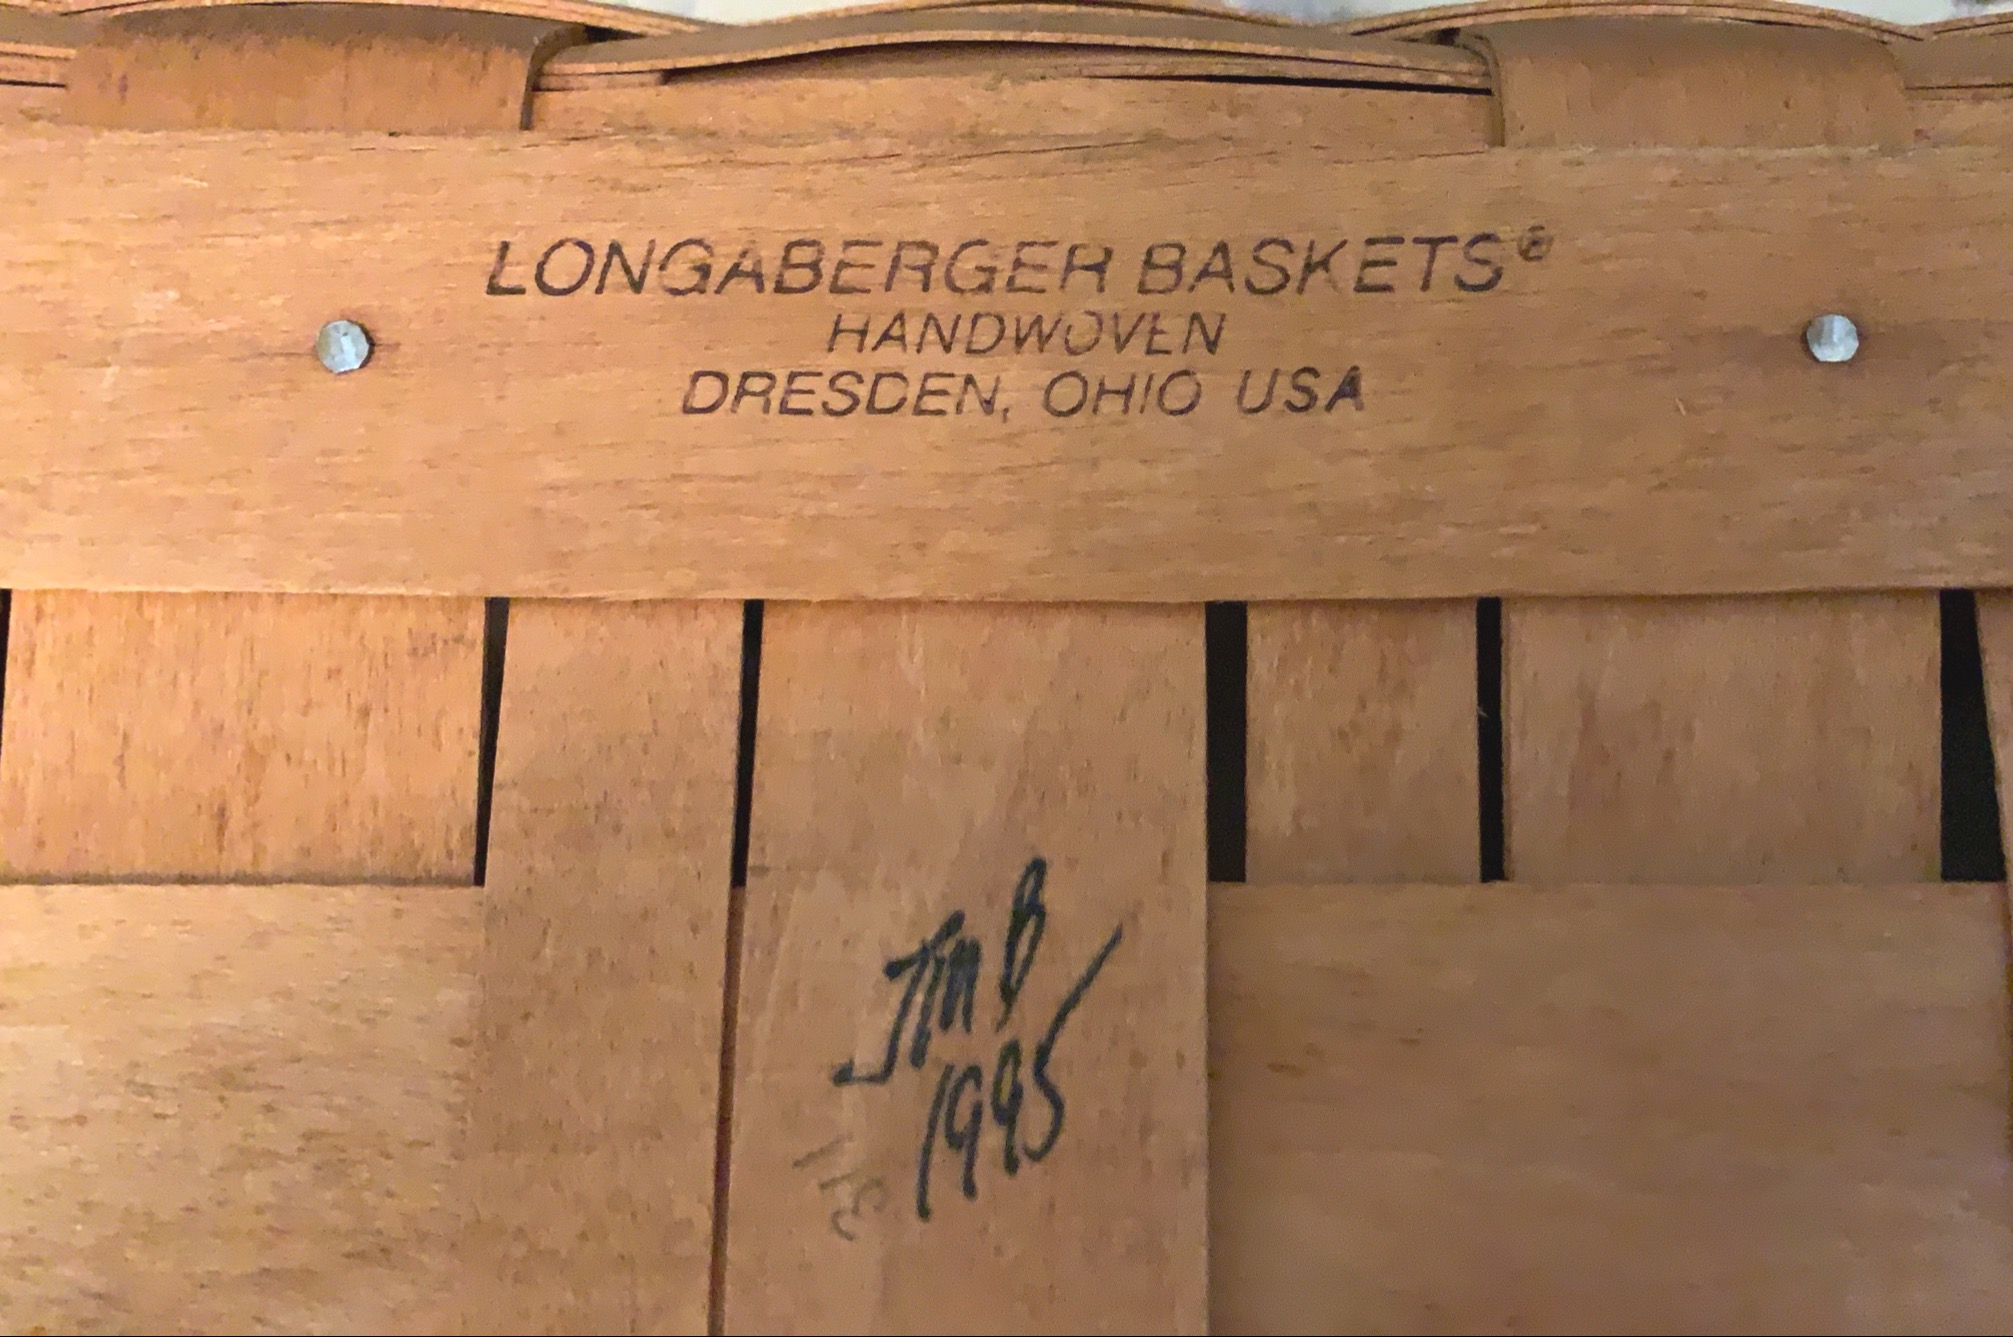 LONGABERGER BASKETS®
HANDWOVEN
DRESDEN, OHIO USA
Jim B
1995